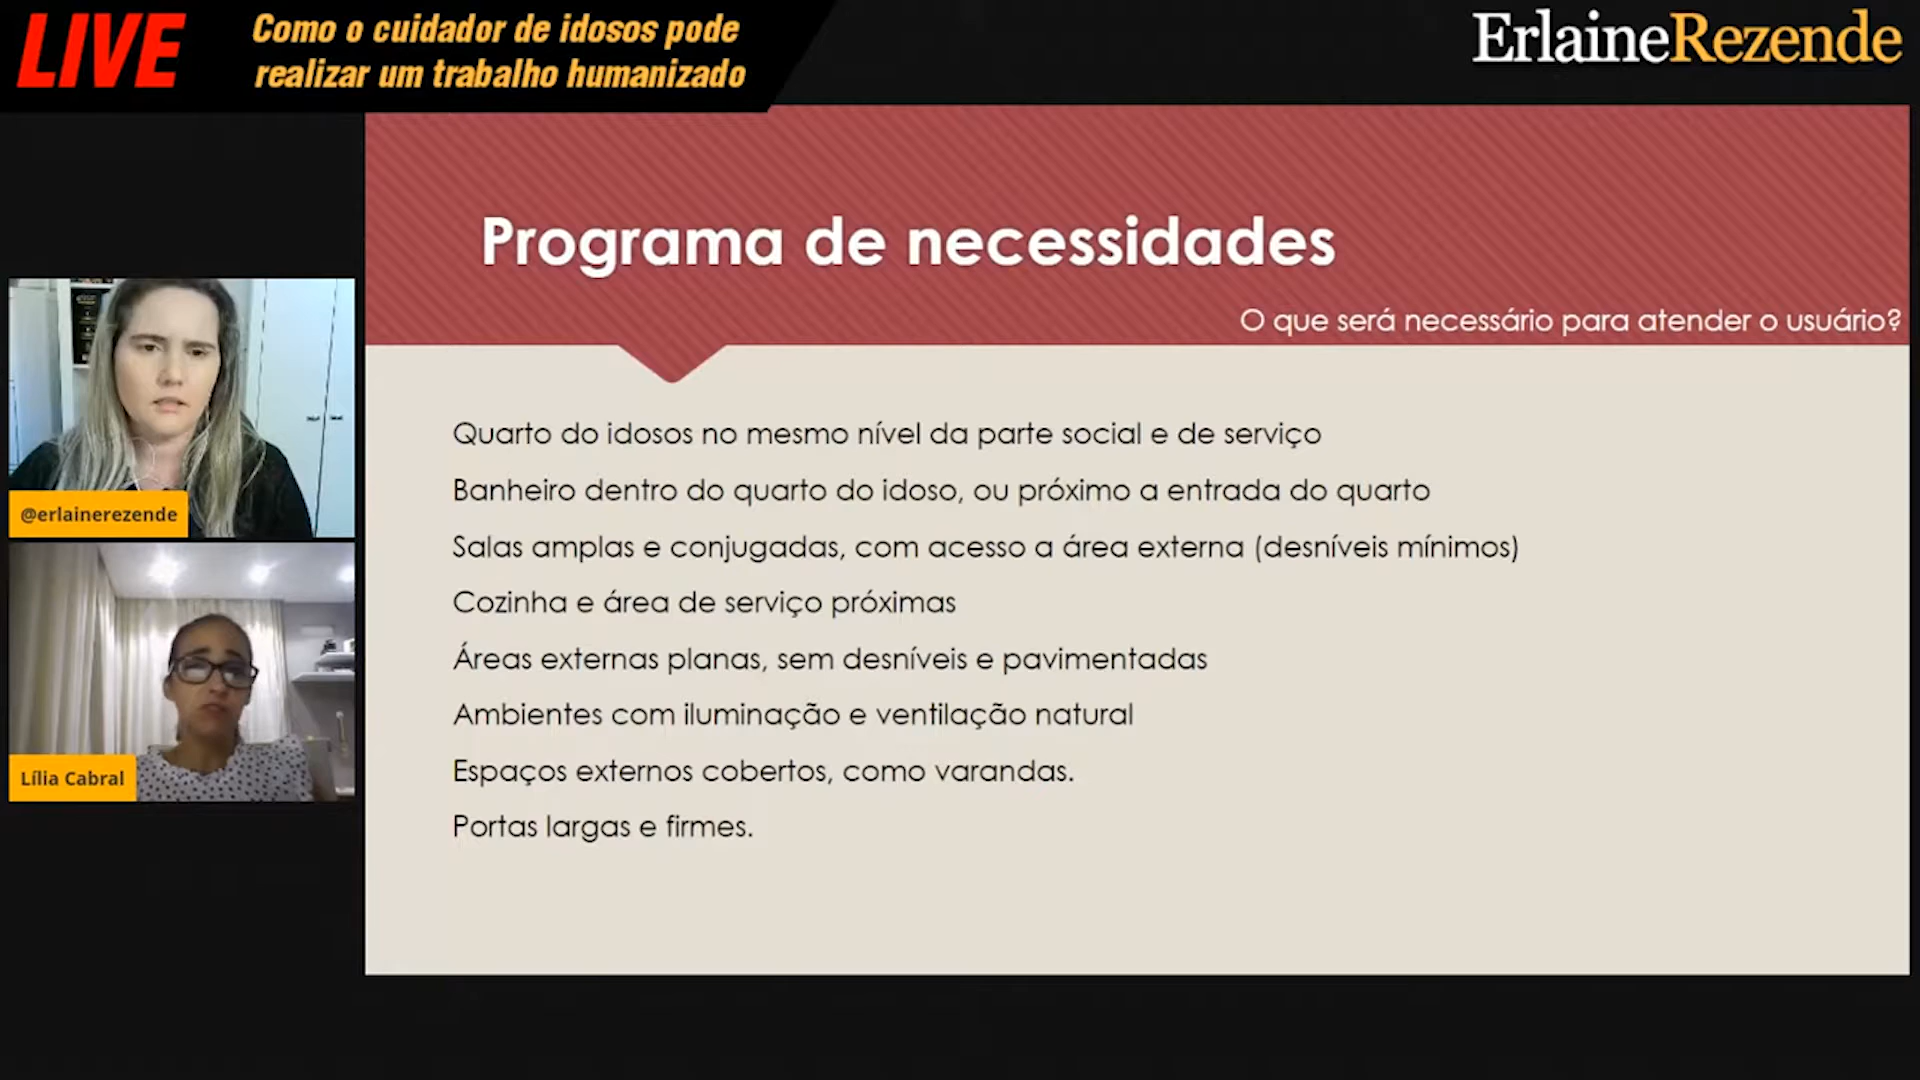 LIVE
Como o cuidador de idosos pode
realizar um trabalho humanizado
ErlaineRezende
Programa de necessidades
O que será necessário para atender o usuário?
Quarto do idosos no mesmo nível da parte social e de serviço
Banheiro dentro do quarto do idoso, ou próximo a entrada do quarto
Salas amplas e conjugadas, com acesso a área externa (desníveis mínimos)
Cozinha e área de serviço próximas
Áreas externas planas, sem desníveis e pavimentadas
Ambientes com iluminação e ventilação natural
Espaços externos cobertos, como varandas.
Portas largas e firmes.
@erlainerezende
Lília Cabral